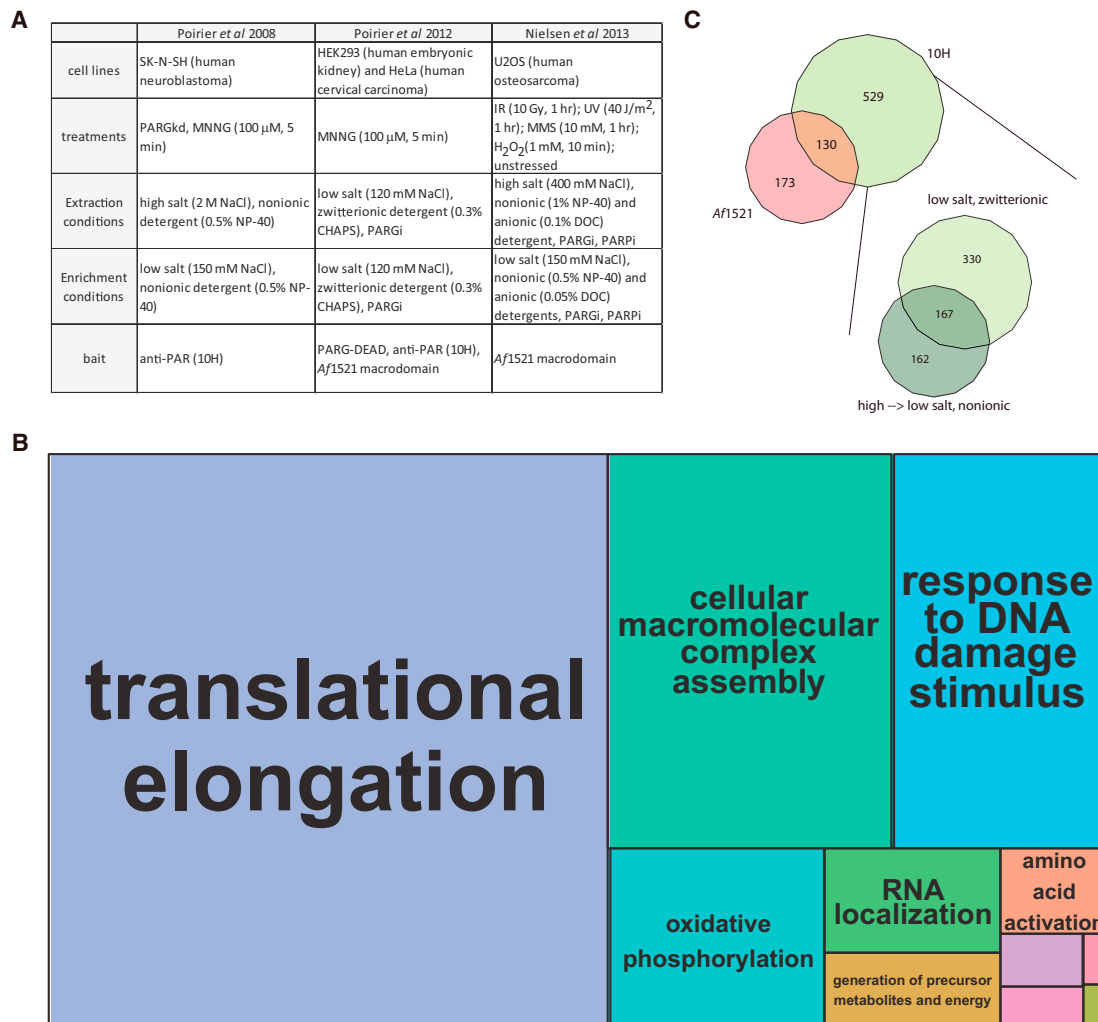 A
Poirier et al 2008 Poirier et al 2012 Nielsen et al 2013
cell lines
SK-N-SH (human
neuroblastoma)
HEK293 (human embryonic
kidney) and HeLa (human
cervical carcinoma)
U2OS (human
osteosarcoma)
treatments
PARGkd, MNNG (100 µM, 5
min)
MNNG (100 µM, 5 min)
IR (10 Gy, 1 hr); UV (40 J/m²,
1 hr); MMS (10 mM, 1 hr);
H₂O₂(1 mM, 10 min);
unstressed
Extraction
conditions
high salt (2 M NaCl), nonionic
detergent (0.5% NP-40)
low salt (120 mM NaCl),
zwitterionic detergent (0.3%
CHAPS), PARGi
high salt (400 mM NaCl),
nonionic (1% NP-40) and
anionic (0.1% DOC)
detergent, PARGi, PARPi
Enrichment
conditions
low salt (150 mM NaCl),
nonionic detergent (0.5% NP-
40)
low salt (120 mM NaCl),
zwitterionic detergent (0.3%
CHAPS), PARGi
low salt (150 mM NaCl),
nonionic (0.5% NP-40) and
anionic (0.05% DOC)
detergents, PARGi, PARPi
bait
anti-PAR (10H)
PARG-DEAD, anti-PAR (10H),
Af1521 macrodomain
Af1521 macrodomain
C
10H
529
130
173
Af1521
low salt, zwitterionic
330
167
162
high --> low salt, nonionic
B
translational
elongation
cellular
macromolecular
complex
assembly
response
to DNA
damage
stimulus
oxidative
phosphorylation
RNA
localization
generation of precursor
metabolites and energy
amino
acid
activation